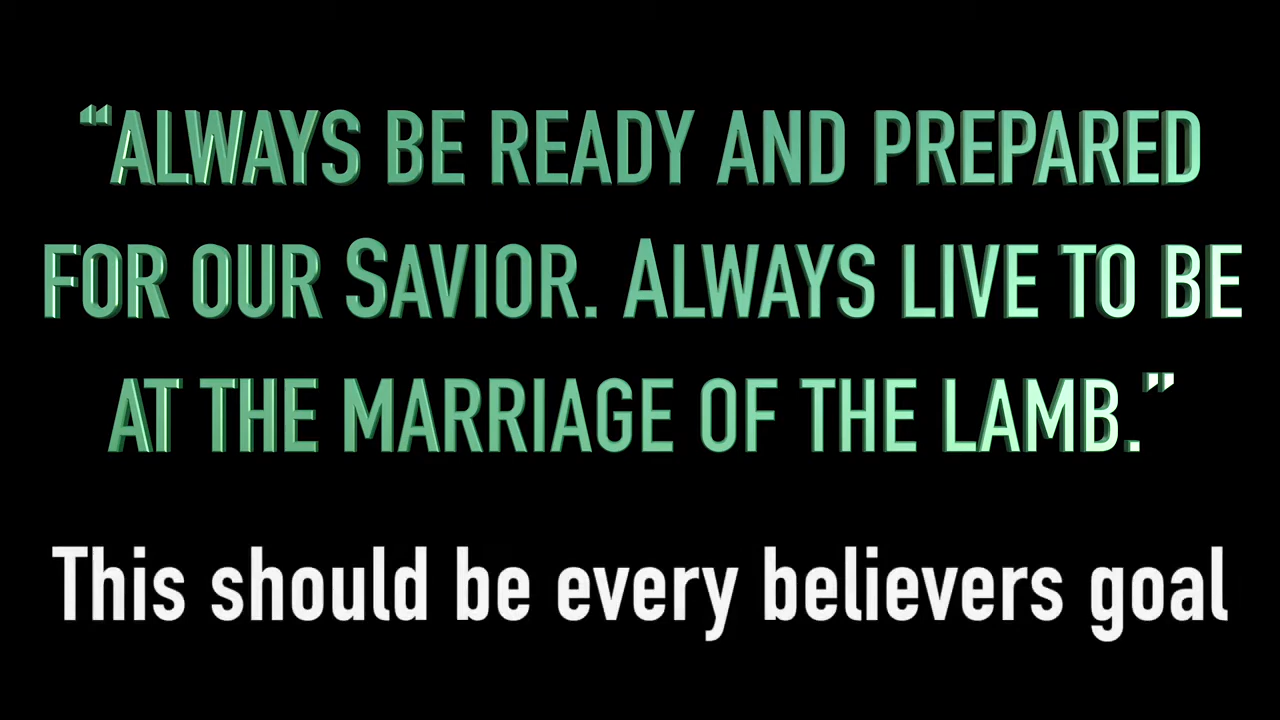 “ALWAYS BE READY AND PREPARED
FOR OUR SAVIOR. ALWAYS LIVE TO BE
AT THE MARRIAGE OF THE LAMB.”
This should be every believers goal